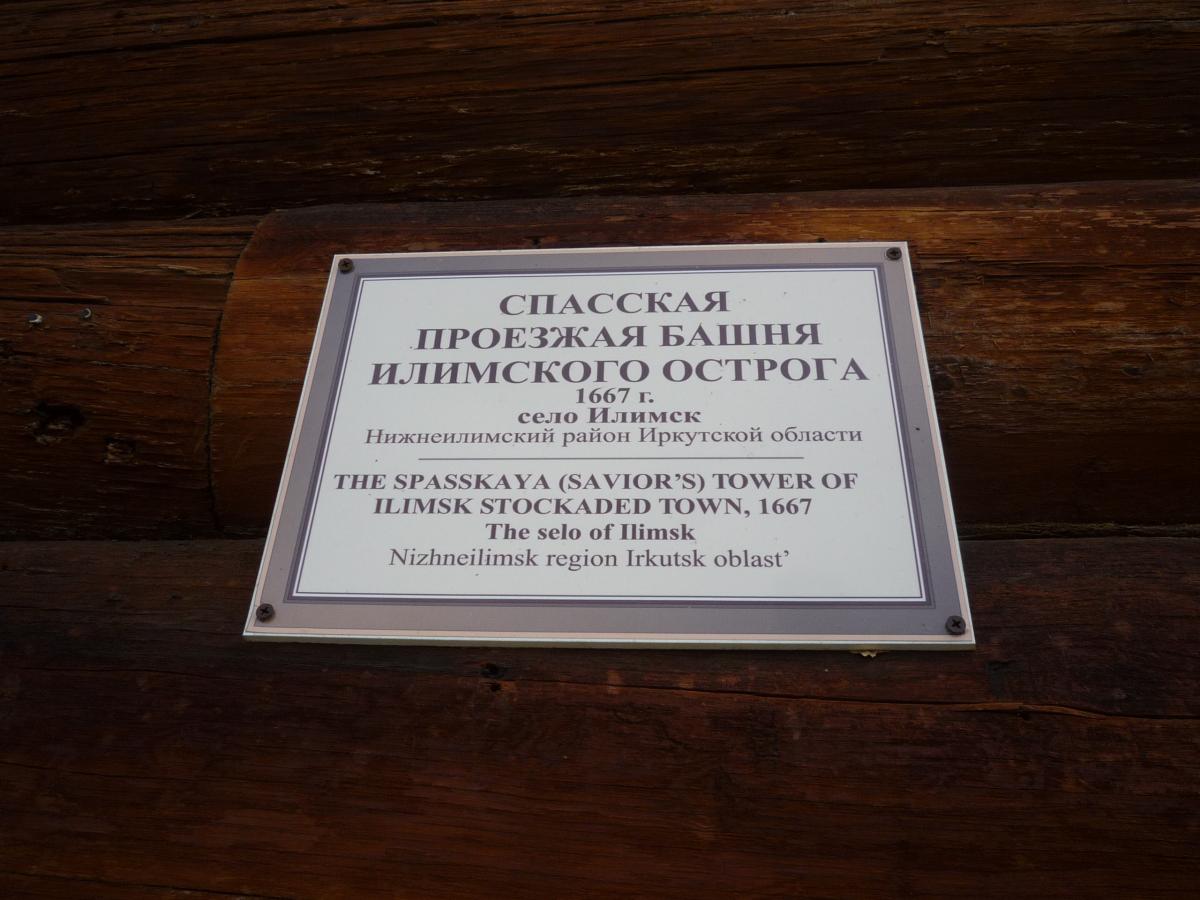 СПАССКАЯ
ПРОЕЗЖАЯ БАШНЯ
ИЛИМСКОГО ОСТРОГА
1667 г.
село Илимск
Нижнеилимский район Иркутской области
THE SPASSKAYA (SAVIOR'S) TOWER OF
ILIMSK STOCKADED TOWN, 1667
The selo of Ilimsk
Nizhneilimsk region Irkutsk oblast'